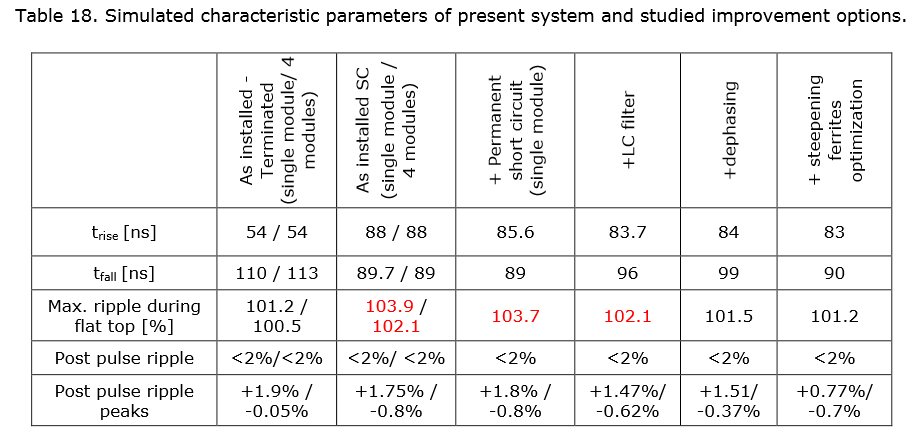 Table 18. Simulated characteristic parameters of present system and studied improvement options.
As installed -
Terminated
(single module/ 4
modules)
As installed SC
(single module /
4 modules)
+ Permanent
short circuit
(single module)
+LC filter
+dephasing
+ steepening
ferrites
optimization
trise [ns]
54 / 54
88 / 88
85.6
83.7
84
83
tfall [ns]
110 / 113
89.7 / 89
89
96
99
90
Max. ripple during
flat top [%]
101.2 /
100.5
103.9 /
102.1
103.7
102.1
101.5
101.2
Post pulse ripple
<2%/<2%
<2%/ <2%
<2%
<2%
<2%
<2%
Post pulse ripple
peaks
+1.9% /
-0.05%
+1.75% /
-0.8%
+1.8% /
-0.8%
+1.47%/
-0.62%
+1.51/
-0.37%
+0.77%/
-0.7%